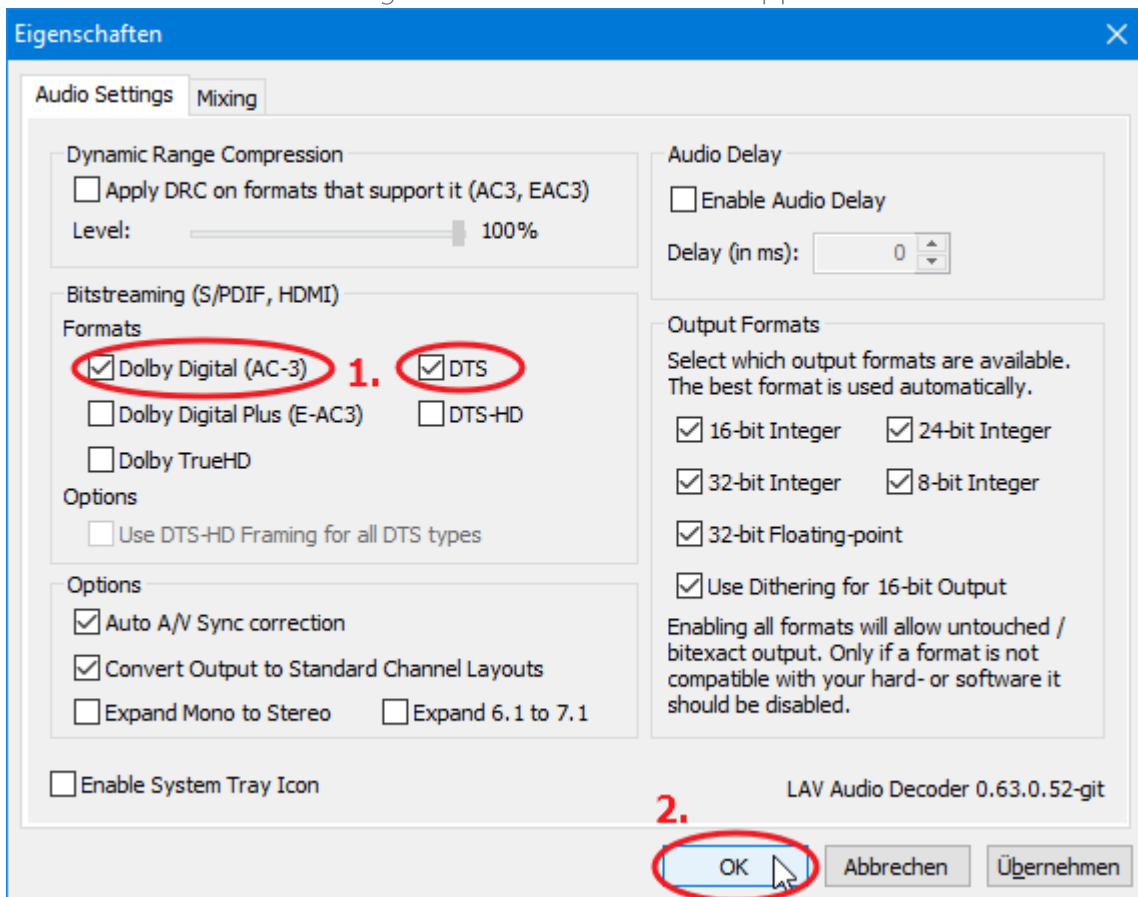 Eigenschaften
Audio Settings
Mixing
Dynamic Range Compression
Apply DRC on formats that support it (AC3, EAC3)
Level:
100%
Bitstreaming (S/PDIF, HDMI)
Formats
Dolby Digital (AC-3)
1.
DTS
Dolby Digital Plus (E-AC3)
DTS-HD
Dolby TrueHD
Options
Use DTS-HD Framing for all DTS types
Options
Auto A/V Sync correction
Convert Output to Standard Channel Layouts
Expand Mono to Stereo
Expand 6.1 to 7.1
Enable System Tray Icon
Audio Delay
Enable Audio Delay
Delay (in ms):
0
Output Formats
Select which output formats are available.
The best format is used automatically.
16-bit Integer
24-bit Integer
32-bit Integer
8-bit Integer
32-bit Floating-point
Use Dithering for 16-bit Output
Enabling all formats will allow untouched /
bitexact output. Only if a format is not
compatible with your hard- or software it
should be disabled.
LAV Audio Decoder 0.63.0.52-git
2.
OK
Abbrechen
Übernehmen